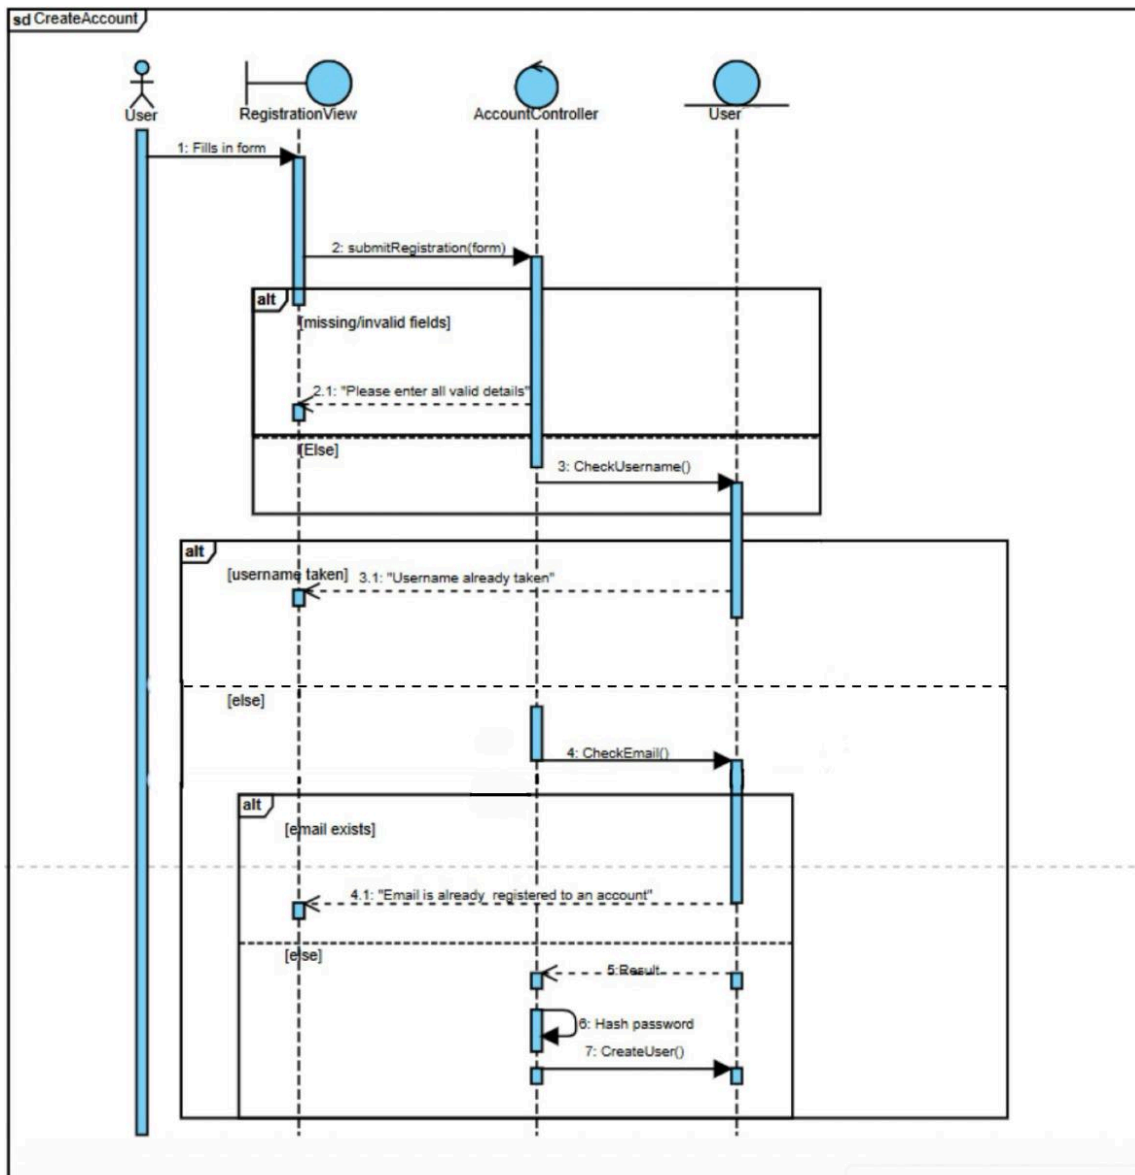 sd CreateAccount
User
RegistrationView
AccountController
User
1: Fills in form
2: submitRegistration(form)
alt
[missing/invalid fields]
2.1: "Please enter all valid details"
[Else]
3: CheckUsername()
alt
[username taken]
3.1: "Username already taken"
[else]
4: CheckEmail()
alt
[email exists]
4.1: "Email is already registered to an account"
[else]
5:Result
6: Hash password
7: CreateUser()